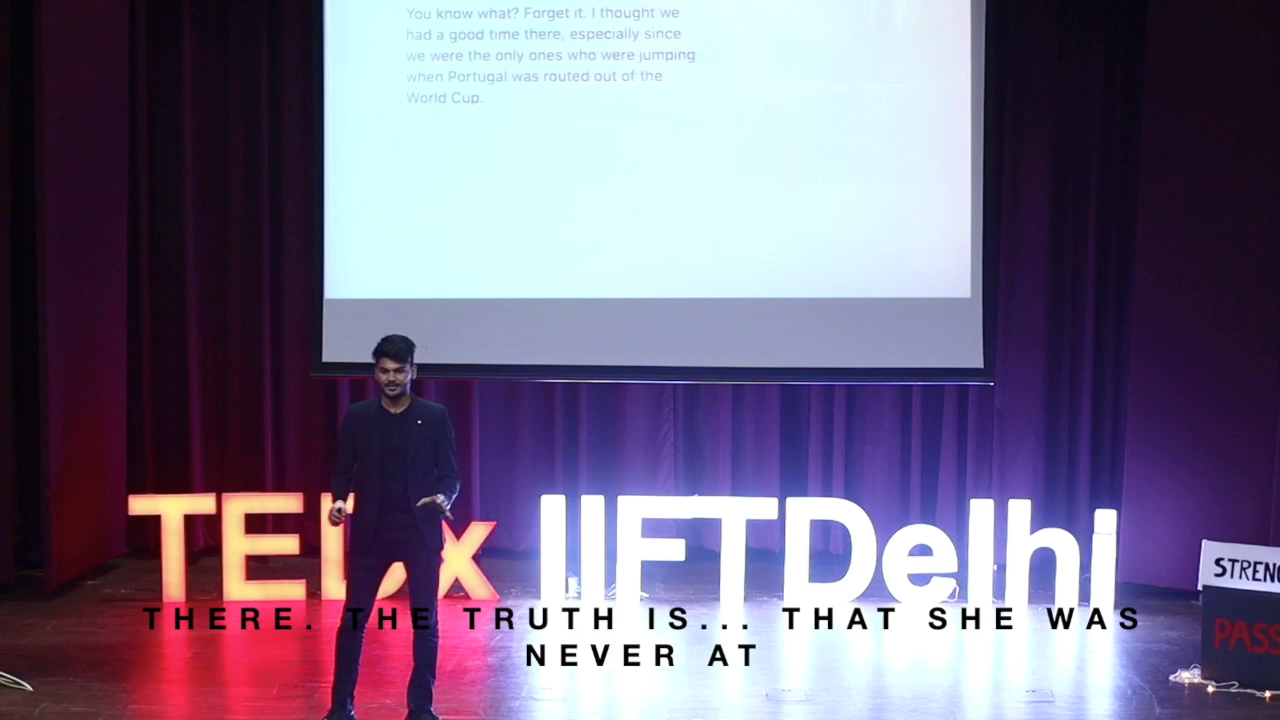 You know what? Forget it. I thought we
had a good time there, especially since
we were the only ones who were jumping
when Portugal was routed out of the
World Cup.
TEDx IIFTDelhi
THERE. THE TRUTH IS... THAT SHE WAS
NEVER AT